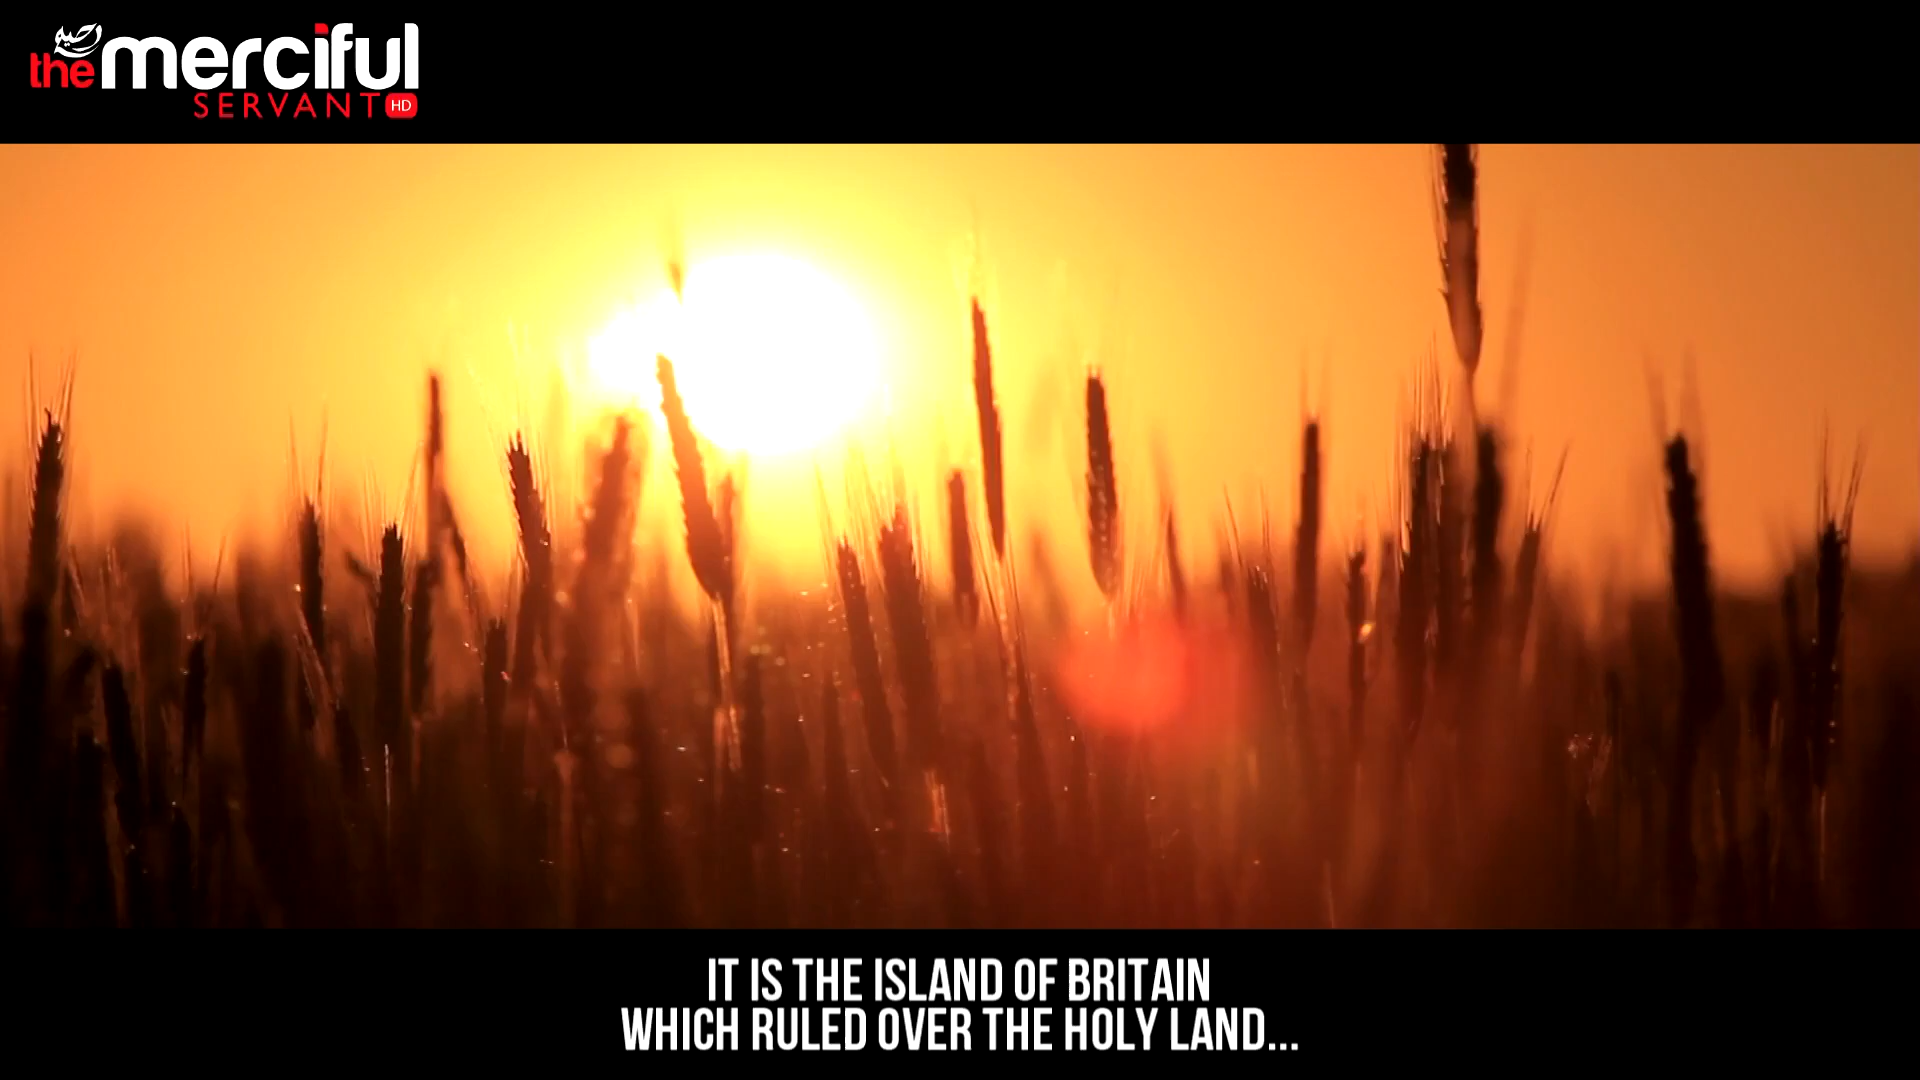 the merciful
SERVANT HD
IT IS THE ISLAND OF BRITAIN
WHICH RULED OVER THE HOLY LAND...